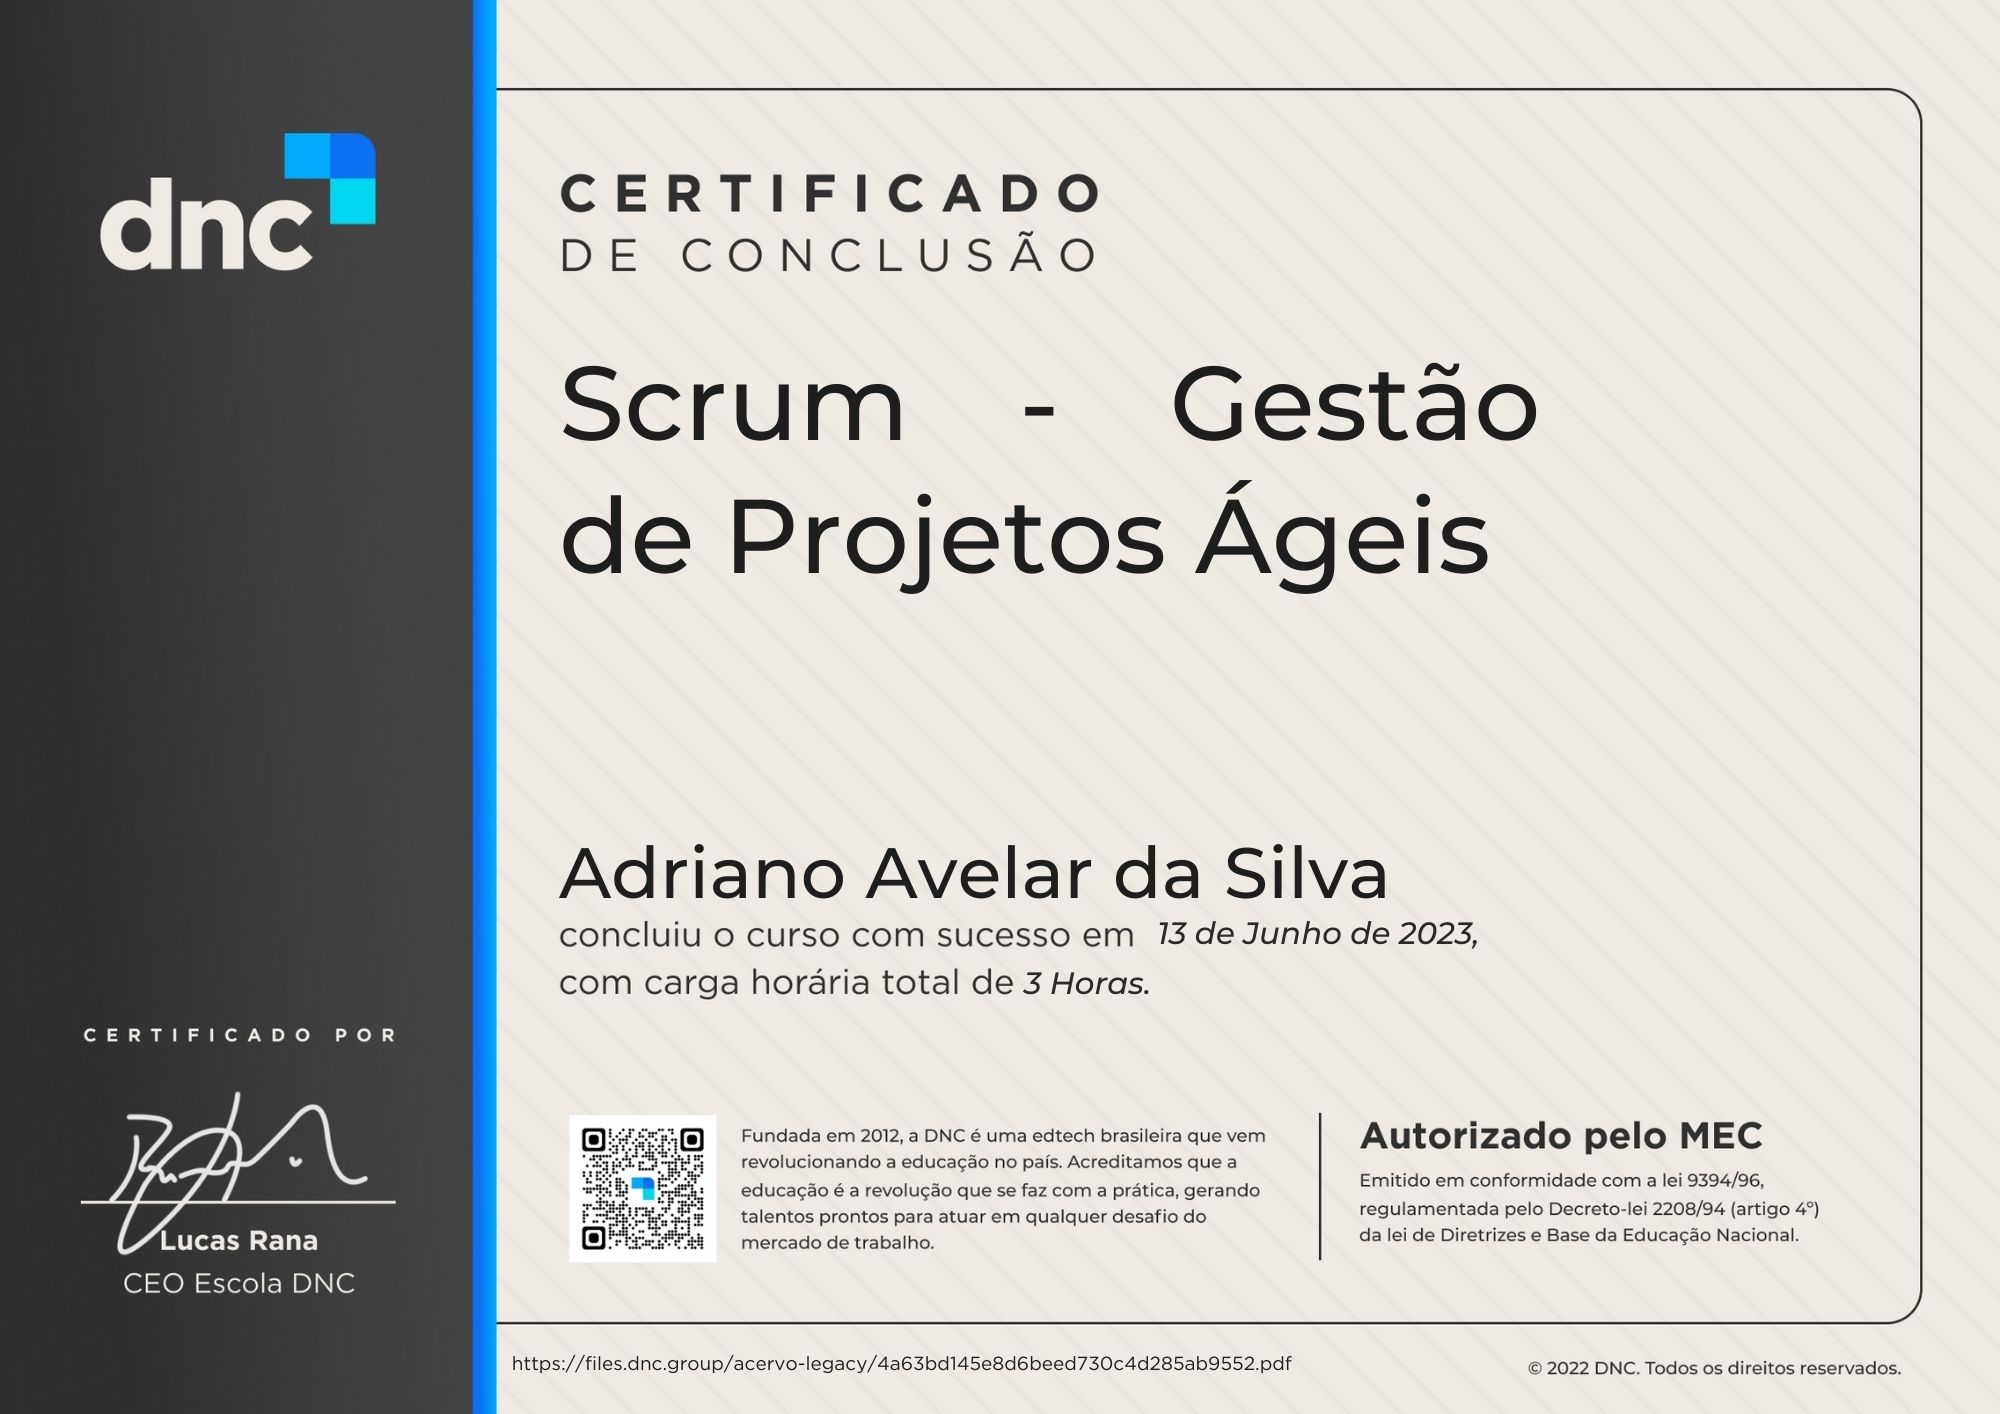 dnc
CERTIFICADO
DE CONCLUSÃO
Scrum - Gestão
de Projetos Ágeis
Adriano Avelar da Silva
concluiu o curso com sucesso em 13 de Junho de 2023,
com carga horária total de 3 Horas.
CERTIFICADO POR
Lucas Rana
CEO Escola DNC
Fundada em 2012, a DNC é uma edtech brasileira que vem
revolucionando a educação no país. Acreditamos que a
educação é a revolução que se faz com a prática, gerando
talentos prontos para atuar em qualquer desafio do
mercado de trabalho.
Autorizado pelo MEC
Emitido em conformidade com a lei 9394/96,
regulamentada pelo Decreto-lei 2208/94 (artigo 4º)
da lei de Diretrizes e Base da Educação Nacional.
https://files.dnc.group/acervo-legacy/4a63bd145e8d6beed730c4d285ab9552.pdf
© 2022 DNC. Todos os direitos reservados.